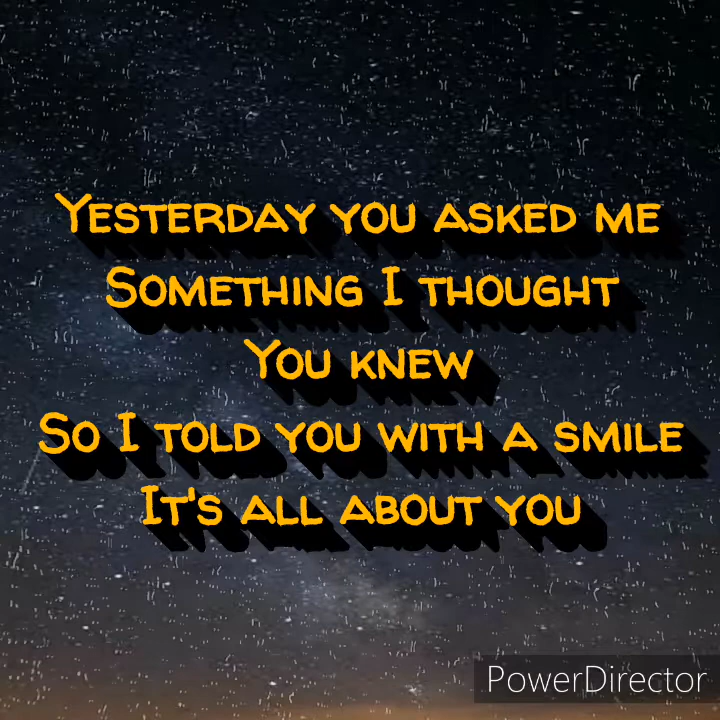 Yesterday you asked me
Something I thought
You knew
So I told you with a smile
It's all about you
PowerDirector